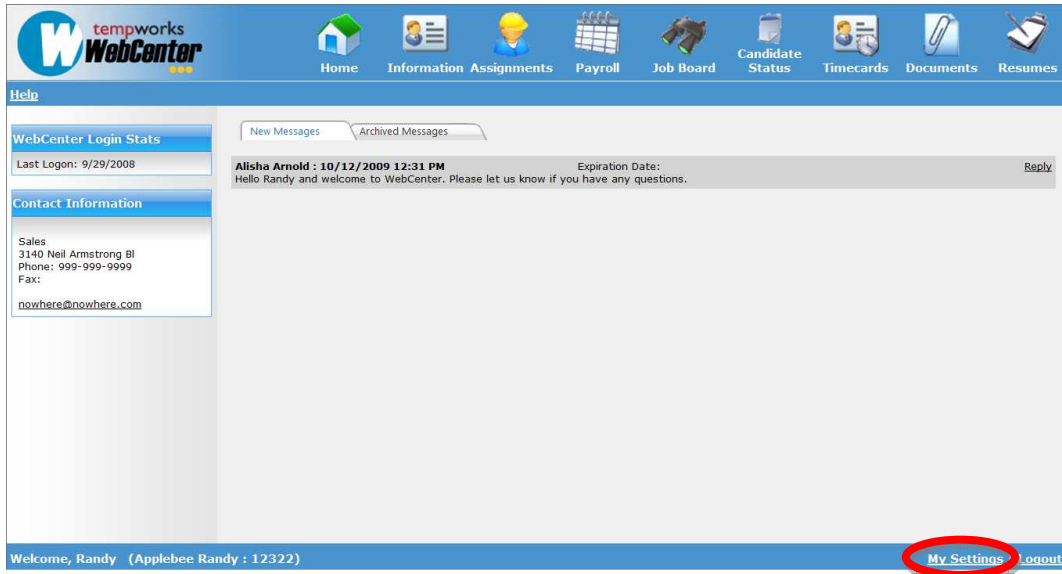 tempworks
WebCenter
Home Information Assignments Payroll Job Board Candidate Status Timecards Documents Resumes
Help
WebCenter Login Stats
Last Logon: 9/29/2008
Contact Information
Sales
3140 Neil Armstrong Bl
Phone: 999-999-9999
Fax:
nowhere@nowhere.com
New Messages Archived Messages
Alisha Arnold : 10/12/2009 12:31 PM Expiration Date: Reply
Hello Randy and welcome to WebCenter. Please let us know if you have any questions.
Welcome, Randy (Applebee Randy : 12322) My Settings Logout